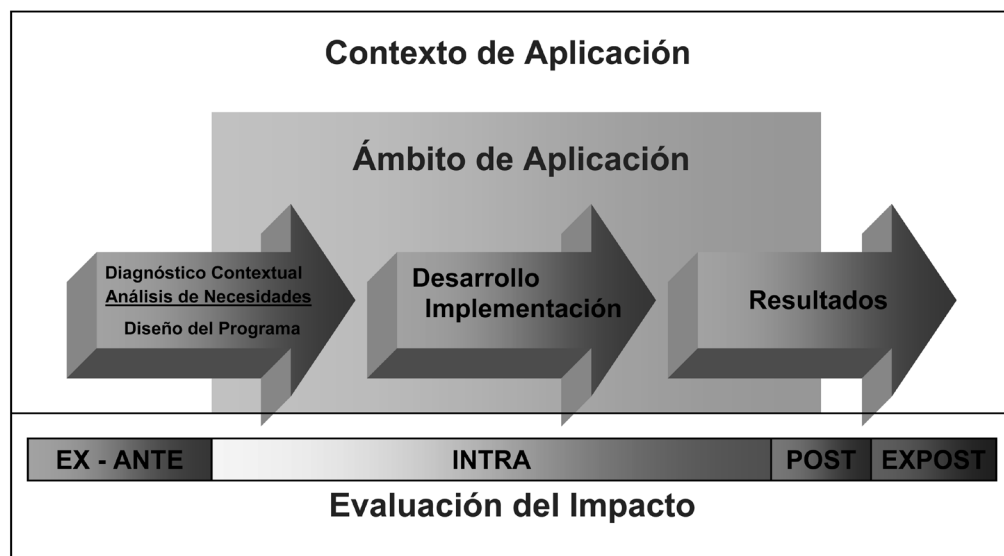 Contexto de Aplicación
Ámbito de Aplicación
Diagnóstico Contextual
Análisis de Necesidades
Diseño del Programa
Desarrollo
Implementación
Resultados
EX - ANTE
INTRA
POST
EXPOST
Evaluación del Impacto